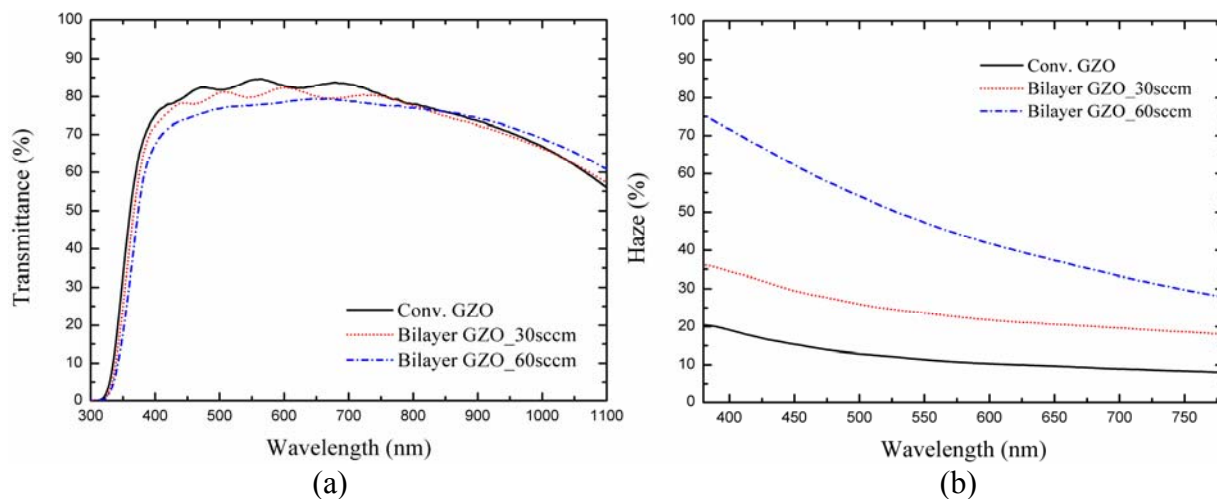 100
90
80
70
60
50
40
30
20
10
0
Transmittance (%)
Conv. GZO
Bilayer GZO_30sccm
Bilayer GZO_60sccm
300 400 500 600 700 800 900 1000 1100
Wavelength (nm)
(a)
100
90
80
70
60
50
40
30
20
10
0
Haze (%)
Conv. GZO
Bilayer GZO_30sccm
Bilayer GZO_60sccm
400 450 500 550 600 650 700 750
Wavelength (nm)
(b)